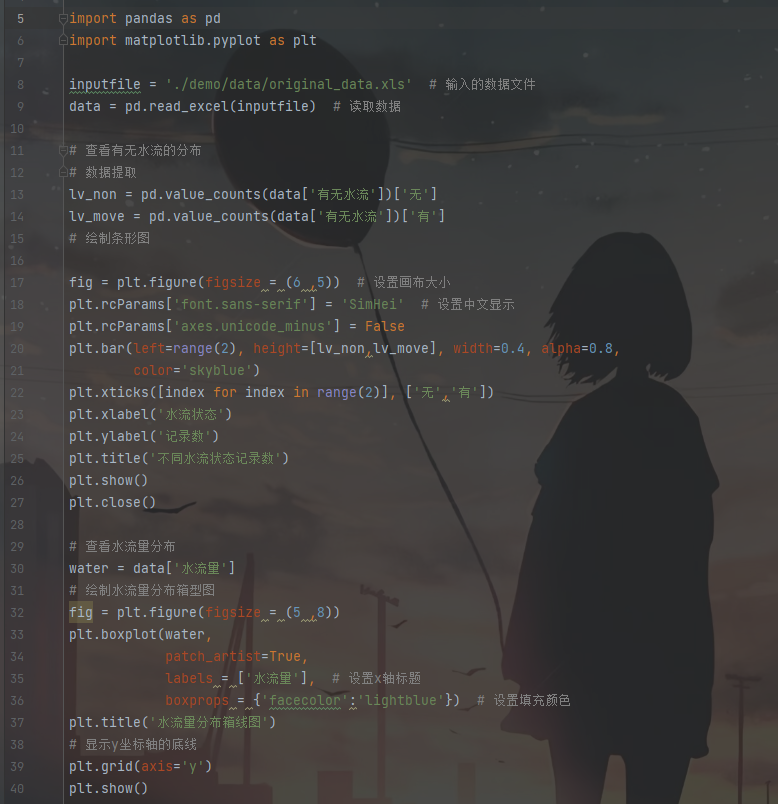 5 import pandas as pd
6 import matplotlib.pyplot as plt
7
8 inputfile = './demo/data/original_data.xls'  # 输入的数据文件
9 data = pd.read_excel(inputfile)  # 读取数据
10
11 # 查看有无水流的分布
12 # 数据提取
13 lv_non = pd.value_counts(data['有无水流'])['无']
14 lv_move = pd.value_counts(data['有无水流'])['有']
15 # 绘制条形图
16
17 fig = plt.figure(figsize = (6 ,5))  # 设置画布大小
18 plt.rcParams['font.sans-serif'] = 'SimHei'  # 设置中文显示
19 plt.rcParams['axes.unicode_minus'] = False
20 plt.bar(left=range(2), height=[lv_non,lv_move], width=0.4, alpha=0.8,
21         color='skyblue')
22 plt.xticks([index for index in range(2)], ['无','有'])
23 plt.xlabel('水流状态')
24 plt.ylabel('记录数')
25 plt.title('不同水流状态记录数')
26 plt.show()
27 plt.close()
28
29 # 查看水流量分布
30 water = data['水流量']
31 # 绘制水流量分布箱型图
32 fig = plt.figure(figsize = (5 ,8))
33 plt.boxplot(water,
34             patch_artist=True,
35             labels = ['水流量'],  # 设置x轴标题
36             boxprops = {'facecolor':'lightblue'})  # 设置填充颜色
37 plt.title('水流量分布箱线图')
38 # 显示y坐标轴的底线
39 plt.grid(axis='y')
40 plt.show()